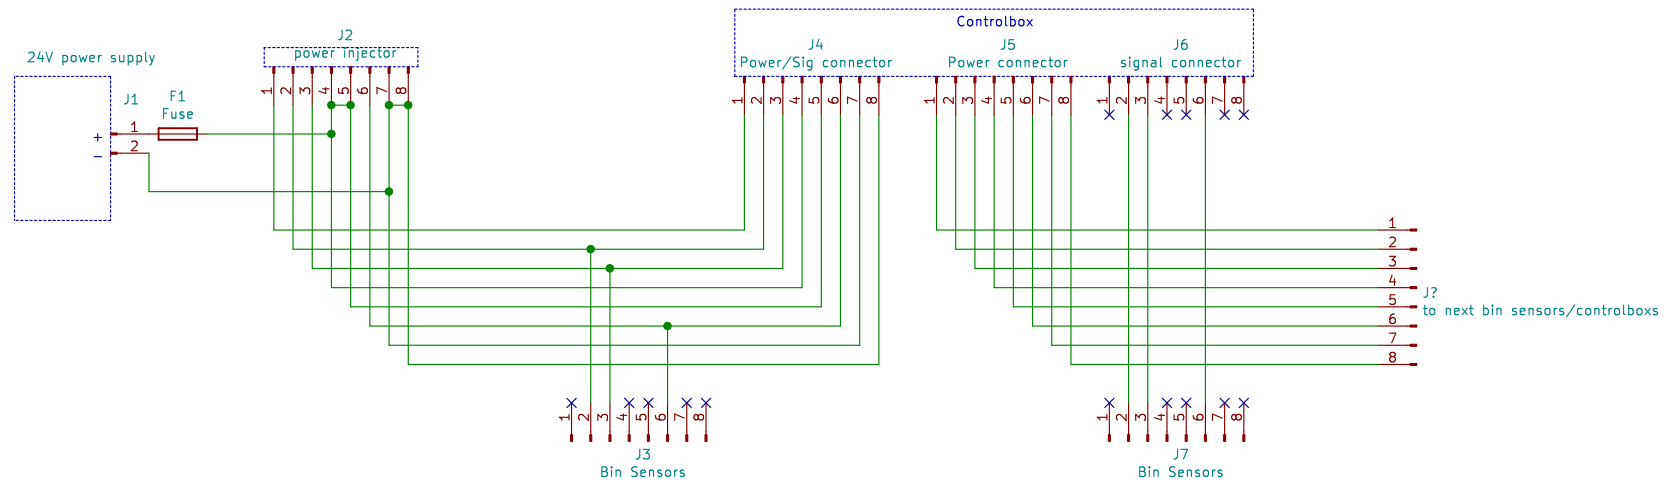 Controlbox
24V power supply
J2
power injector
J4
Power/Sig connector
J5
Power connector
J6
signal connector
1 2 3 4 5 6 7 8
1 2 3 4 5 6 7 8
1 2 3 4 5 6 7 8
1 2 3 4 5 6 7 8
J1
F1
Fuse
+ 1
− 2
1
2
3
4
5
6
7
8
J?
to next bin sensors/controlboxs
1 2 3 4 5 6 7 8
J3
Bin Sensors
1 2 3 4 5 6 7 8
J7
Bin Sensors